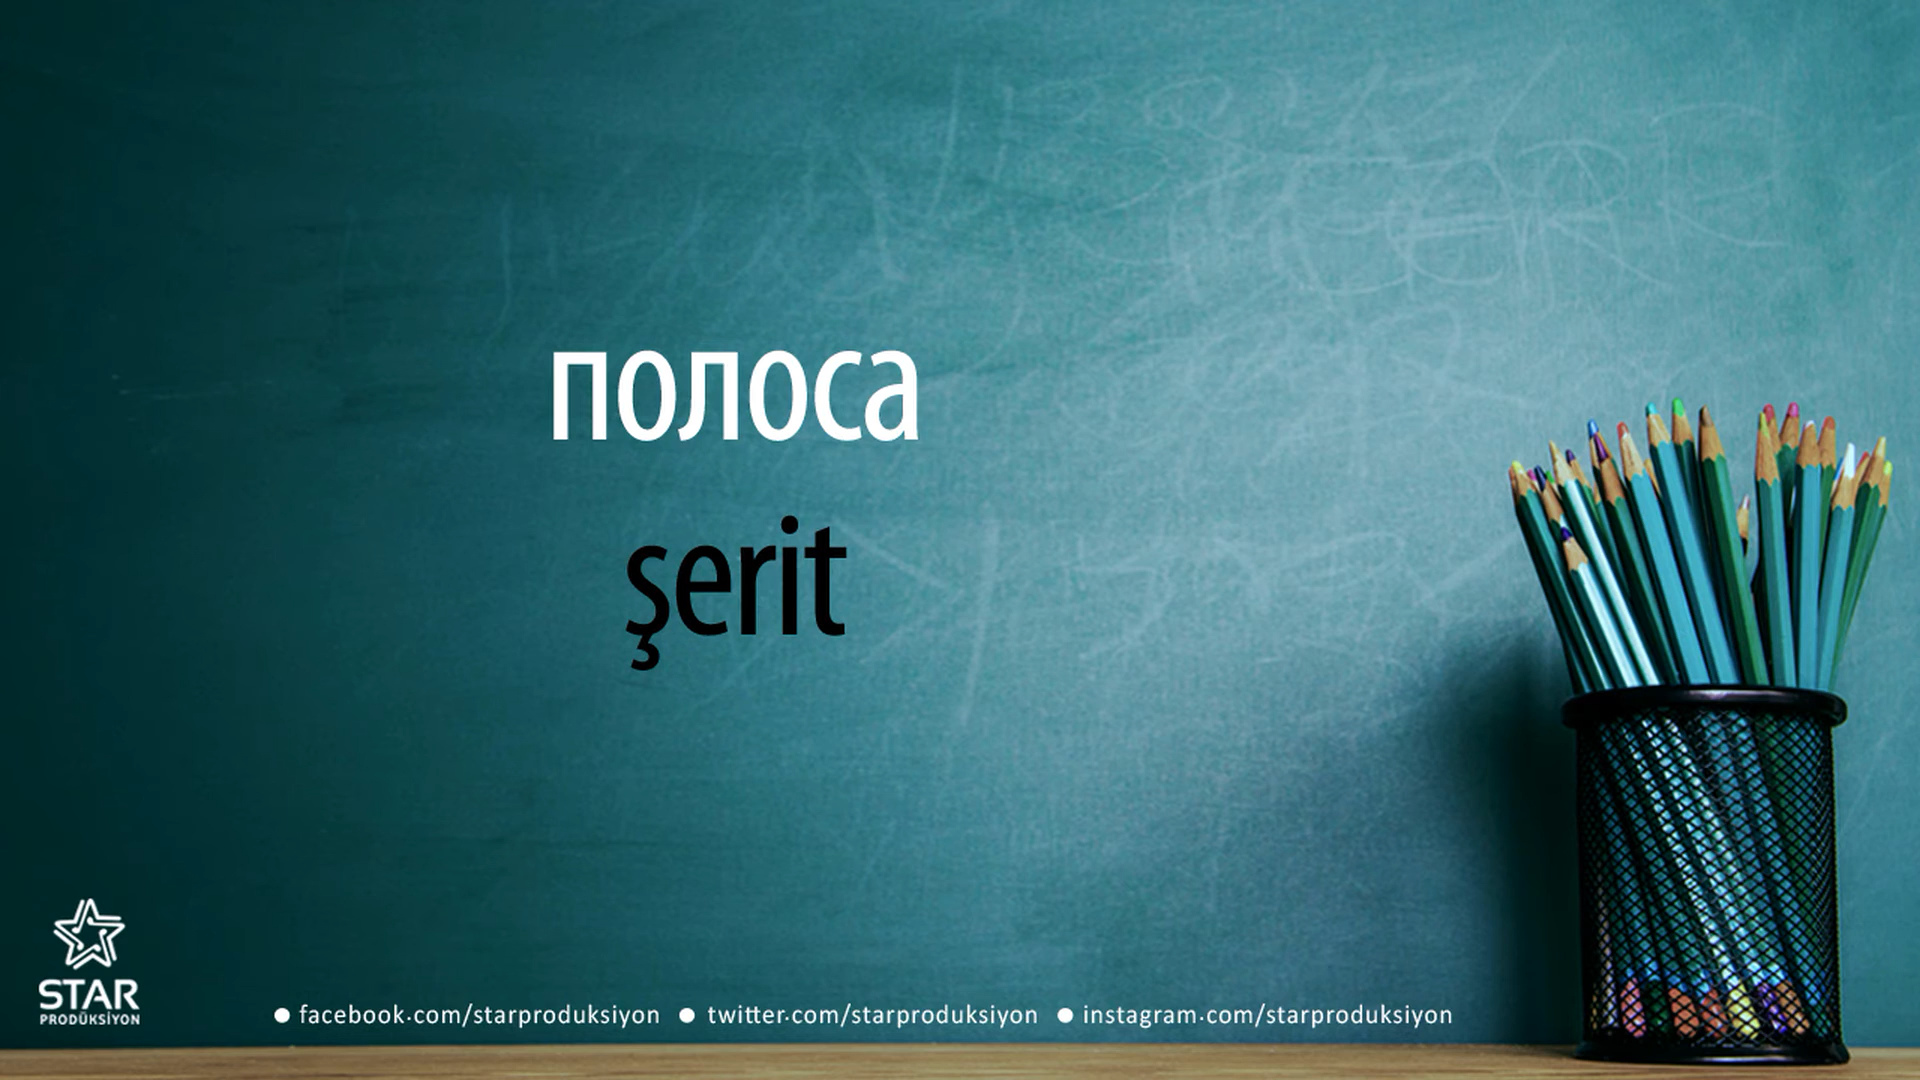 полоса
şerit
STAR
PRODÜKSİYON
● facebook.com/starproduksiyon ● twitter.com/starproduksiyon ● instagram.com/starproduksiyon